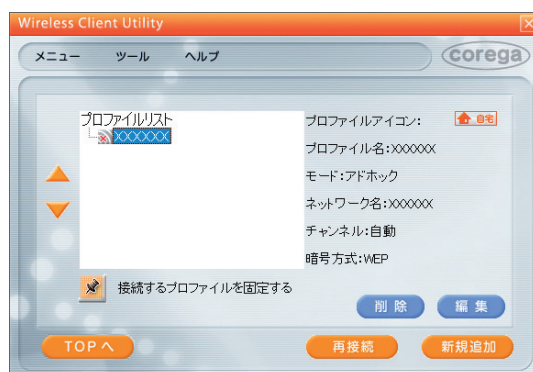 Wireless Client Utility
メニュー ツール ヘルプ corega
プロファイルリスト
XXXXXXX
プロファイルアイコン: 自宅
プロファイル名:XXXXXX
モード:アドホック
ネットワーク名:XXXXXX
チャンネル:自動
暗号方式:WEP
接続するプロファイルを固定する
削除 編集
TOPへ 再接続 新規追加